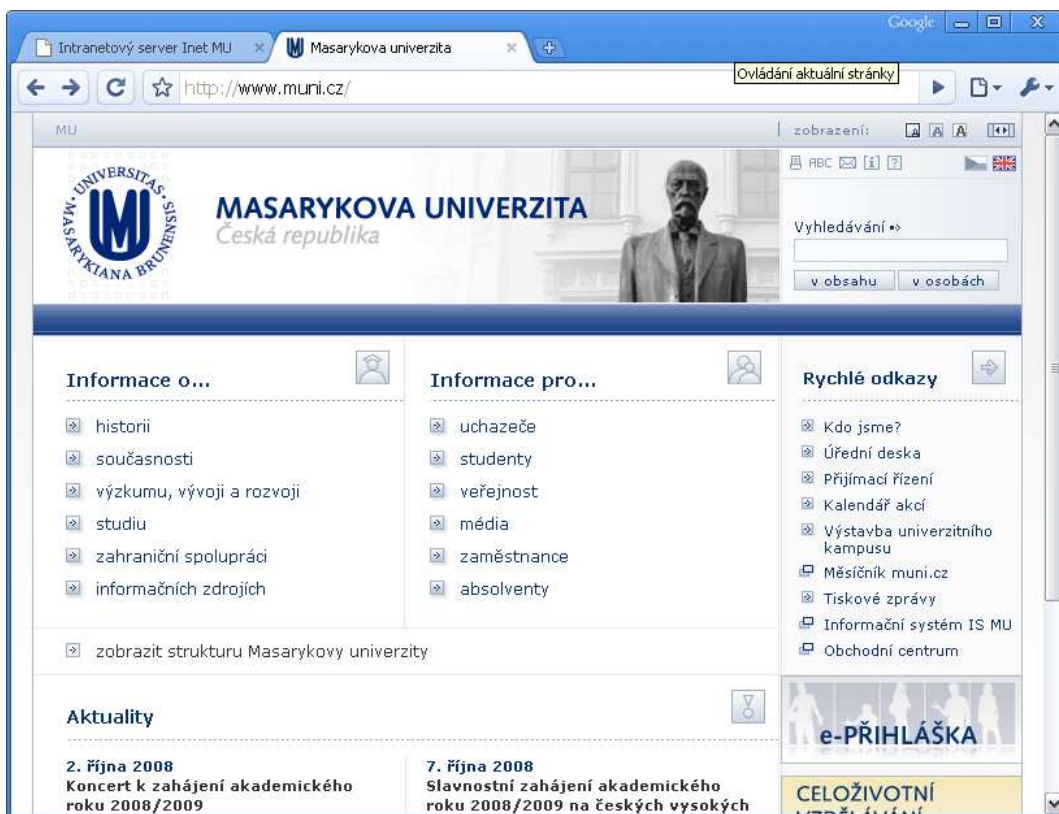 Google
Intranetový server Inet MU
Masarykova univerzita
Ovládání aktuální stránky
http://www.muni.cz/
MU
zobrazení:
A A A
ABC
UNIVERSITAS MASARYKIANA BRUNENSIS
MASARYKOVA UNIVERZITA
Česká republika
Vyhledávání
v obsahu v osobách
Informace o...
historii
současnosti
výzkumu, vývoji a rozvoji
studiu
zahraniční spolupráci
informačních zdrojích
zobrazit strukturu Masarykovy univerzity
Informace pro...
uchazeče
studenty
veřejnost
média
zaměstnance
absolventy
Rychlé odkazy
Kdo jsme?
Úřední deska
Přijímací řízení
Kalendář akcí
Výstavba univerzitního
kampusu
Měsíčník muni.cz
Tiskové zprávy
Informační systém IS MU
Obchodní centrum
Aktuality
2. října 2008
Koncert k zahájení akademického
roku 2008/2009
7. října 2008
Slavnostní zahájení akademického
roku 2008/2009 na českých vysokých
e-PŘIHLÁŠKA
CELOŽIVOTNÍ